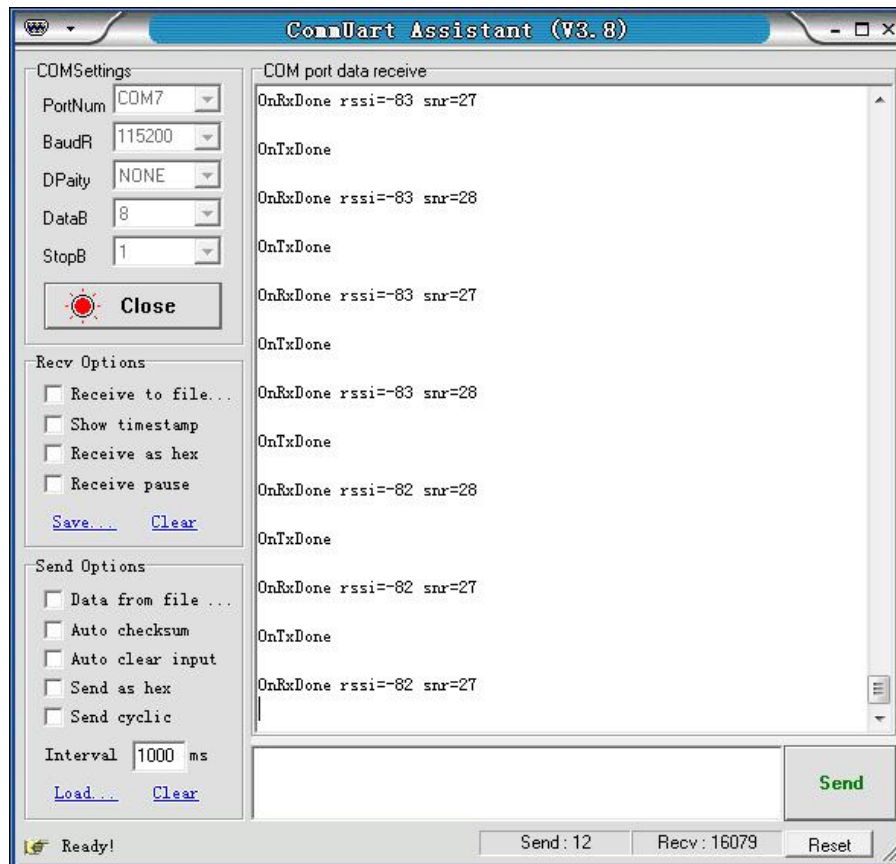 CommUart Assistant (V3.8)
COMSettings
PortNum COM7
BaudR 115200
DPaity NONE
DataB 8
StopB 1
Close
Recv Options
Receive to file...
Show timestamp
Receive as hex
Receive pause
Save... Clear
Send Options
Data from file ...
Auto checksum
Auto clear input
Send as hex
Send cyclic
Interval 1000 ms
Load... Clear
COM port data receive
OnRxDone rssi=-83 snr=27
OnTxDone
OnRxDone rssi=-83 snr=28
OnTxDone
OnRxDone rssi=-83 snr=27
OnTxDone
OnRxDone rssi=-83 snr=28
OnTxDone
OnRxDone rssi=-82 snr=28
OnTxDone
OnRxDone rssi=-82 snr=27
OnTxDone
OnRxDone rssi=-82 snr=27
Send
Ready!
Send : 12
Recv : 16079
Reset